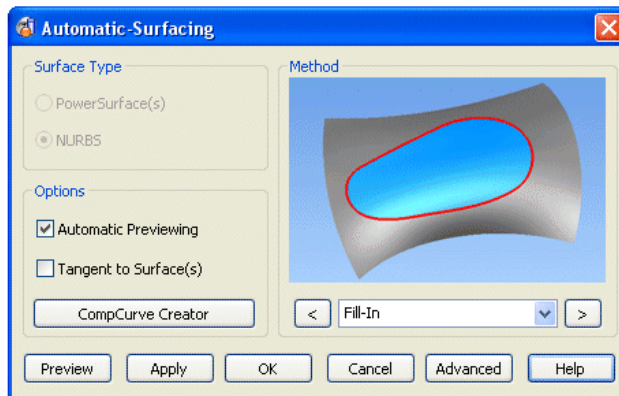 Automatic-Surfacing
Surface Type
PowerSurface(s)
NURBS
Options
Automatic Previewing
Tangent to Surface(s)
CompCurve Creator
Method
<
Fill-In
>
Preview
Apply
OK
Cancel
Advanced
Help